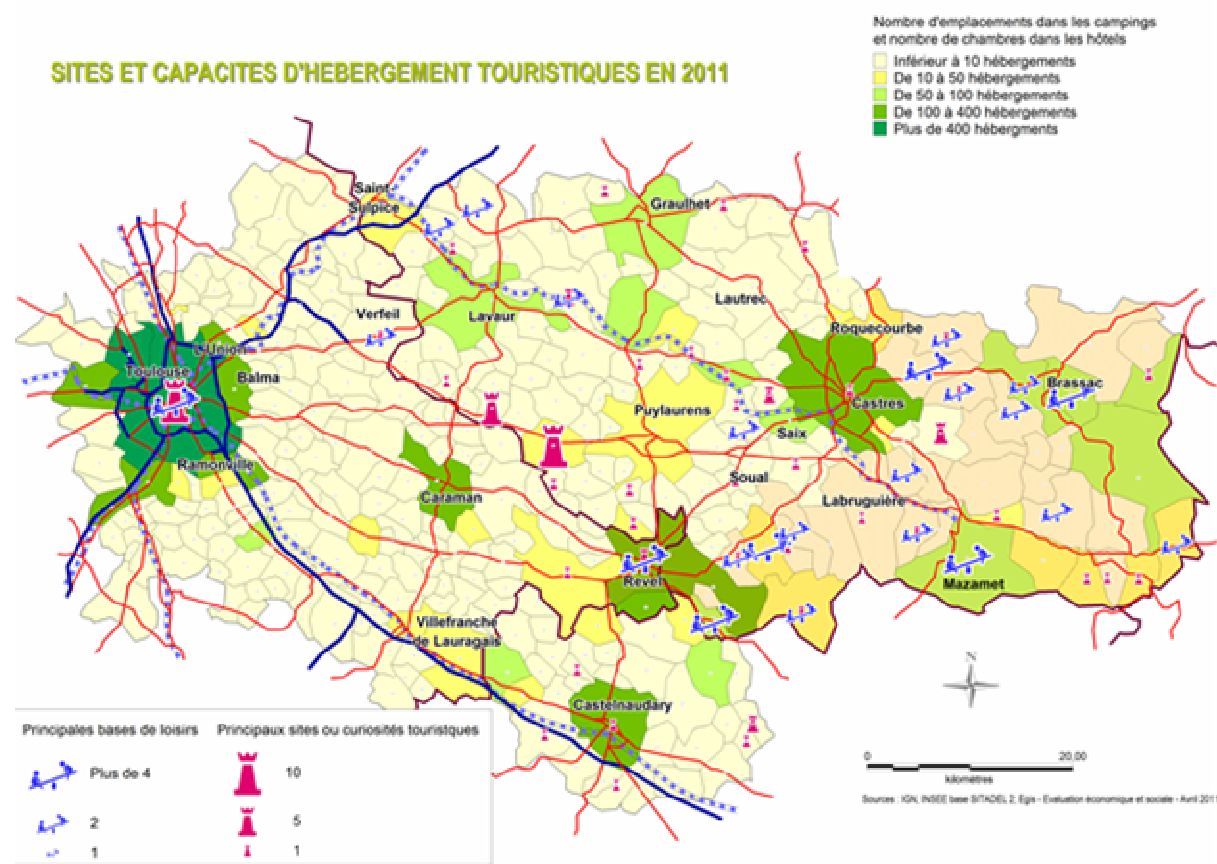 Nombre d'emplacements dans les campings
et nombre de chambres dans les hôtels
Inférieur à 10 hébergements
De 10 à 50 hébergements
De 50 à 100 hébergements
De 100 à 400 hébergements
Plus de 400 hébergments
SITES ET CAPACITES D'HEBERGEMENT TOURISTIQUES EN 2011
Saint-
Sulpice
Graulhet
Lautrec
Verfeil
Lavaur
Roquecourbe
L'Union
Toulouse
Balma
Brassac
Castres
Puylaurens
Saix
Ramonville
Caraman
Soual
Labruguière
Revel
Mazamet
Villefranche
de Lauragais
Castelnaudary
N
Principales bases de loisirs
Plus de 4
2
1
Principaux sites ou curiosités touristques
10
5
1
0 20,00
kilomètres
Sources : IGN, INSEE base SITADEL 2; Egis - Evaluation économique et sociale - Avril 2011